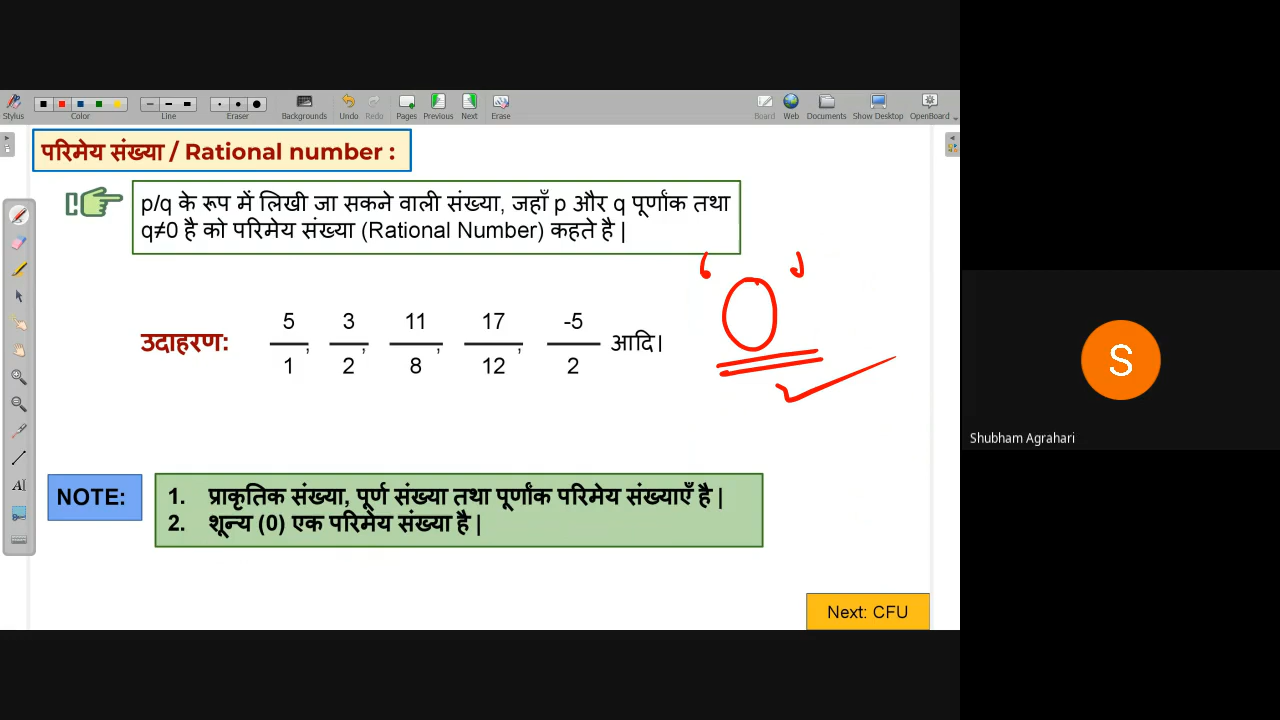 Stylus
Color
Line
Eraser
Backgrounds
Undo
Redo
Pages
Previous
Next
Erase
Board
Web
Documents
Show Desktop
OpenBoard
परिमेय संख्या / Rational number :
p/q के रूप में लिखी जा सकने वाली संख्या, जहाँ p और q पूर्णांक तथा
q≠0 है को परिमेय संख्या (Rational Number) कहते है |
‘0’
उदाहरण: 5/1, 3/2, 11/8, 17/12, -5/2 आदि।
NOTE:
1. प्राकृतिक संख्या, पूर्ण संख्या तथा पूर्णांक परिमेय संख्याएँ है |
2. शून्य (0) एक परिमेय संख्या है |
Next: CFU
S
Shubham Agrahari